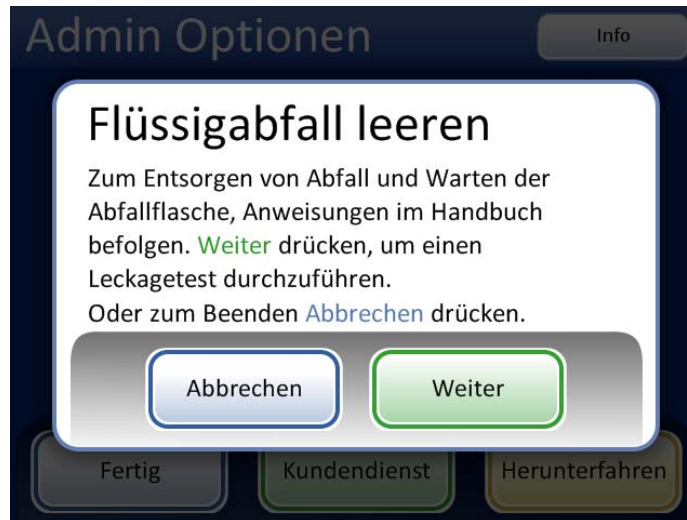 Admin Optionen
Info
Flüssigabfall leeren
Zum Entsorgen von Abfall und Warten der
Abfallflasche, Anweisungen im Handbuch
befolgen. Weiter drücken, um einen
Leckagetest durchzuführen.
Oder zum Beenden Abbrechen drücken.
Abbrechen
Weiter
Fertig
Kundendienst
Herunterfahren